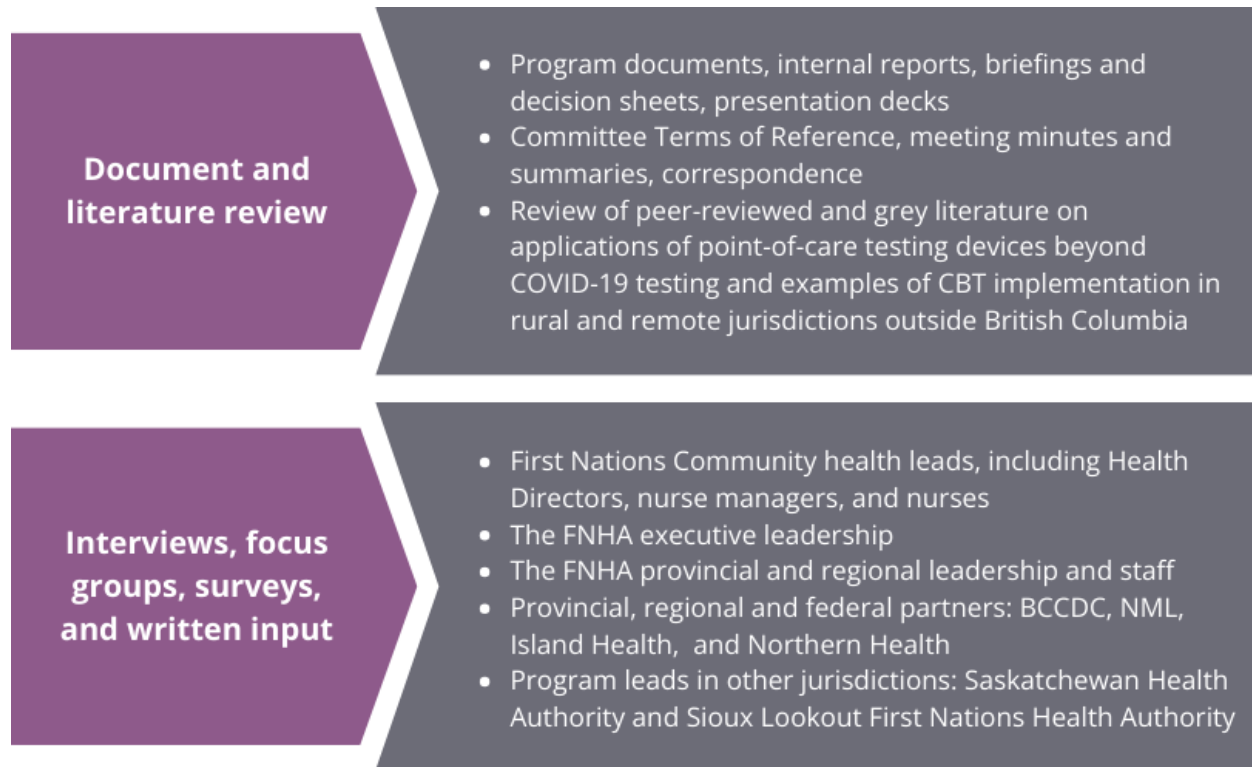 Document and
literature review
• Program documents, internal reports, briefings and
decision sheets, presentation decks
• Committee Terms of Reference, meeting minutes and
summaries, correspondence
• Review of peer-reviewed and grey literature on
applications of point-of-care testing devices beyond
COVID-19 testing and examples of CBT implementation in
rural and remote jurisdictions outside British Columbia
Interviews, focus
groups, surveys,
and written input
• First Nations Community health leads, including Health
Directors, nurse managers, and nurses
• The FNHA executive leadership
• The FNHA provincial and regional leadership and staff
• Provincial, regional and federal partners: BCCDC, NML,
Island Health,  and Northern Health
• Program leads in other jurisdictions: Saskatchewan Health
Authority and Sioux Lookout First Nations Health Authority